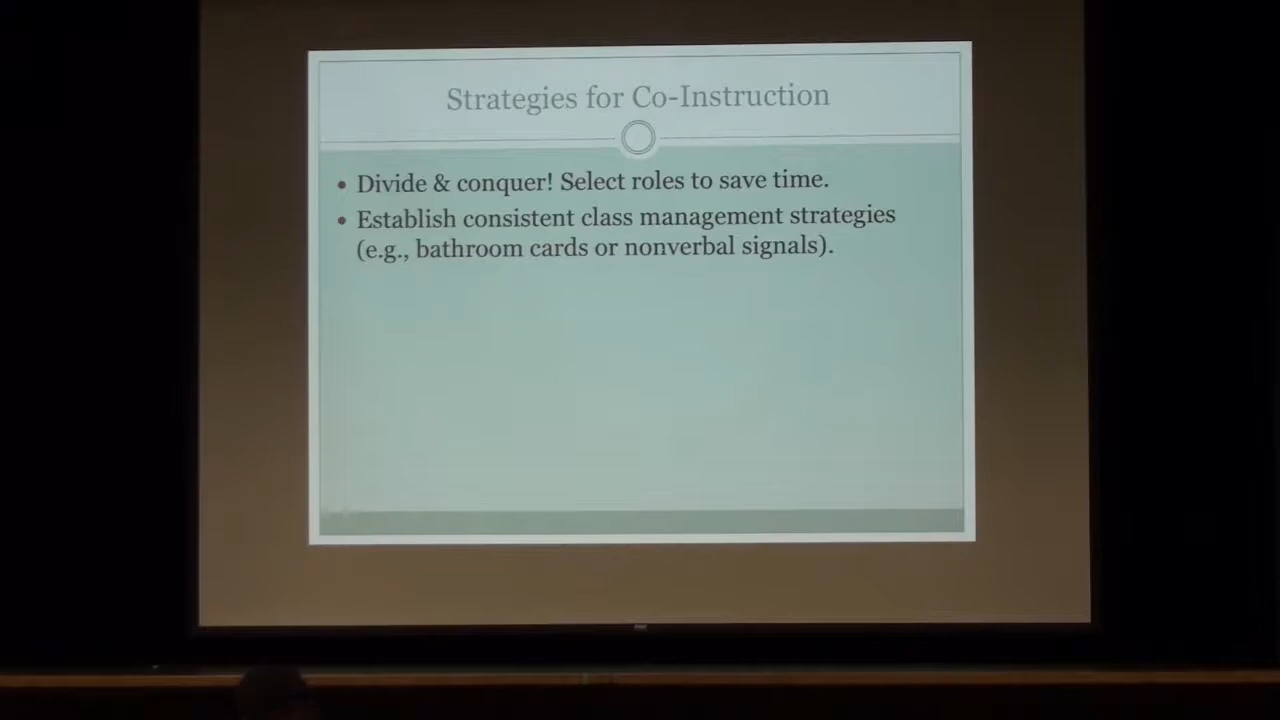 Strategies for Co-Instruction
• Divide & conquer! Select roles to save time.
• Establish consistent class management strategies
(e.g., bathroom cards or nonverbal signals).